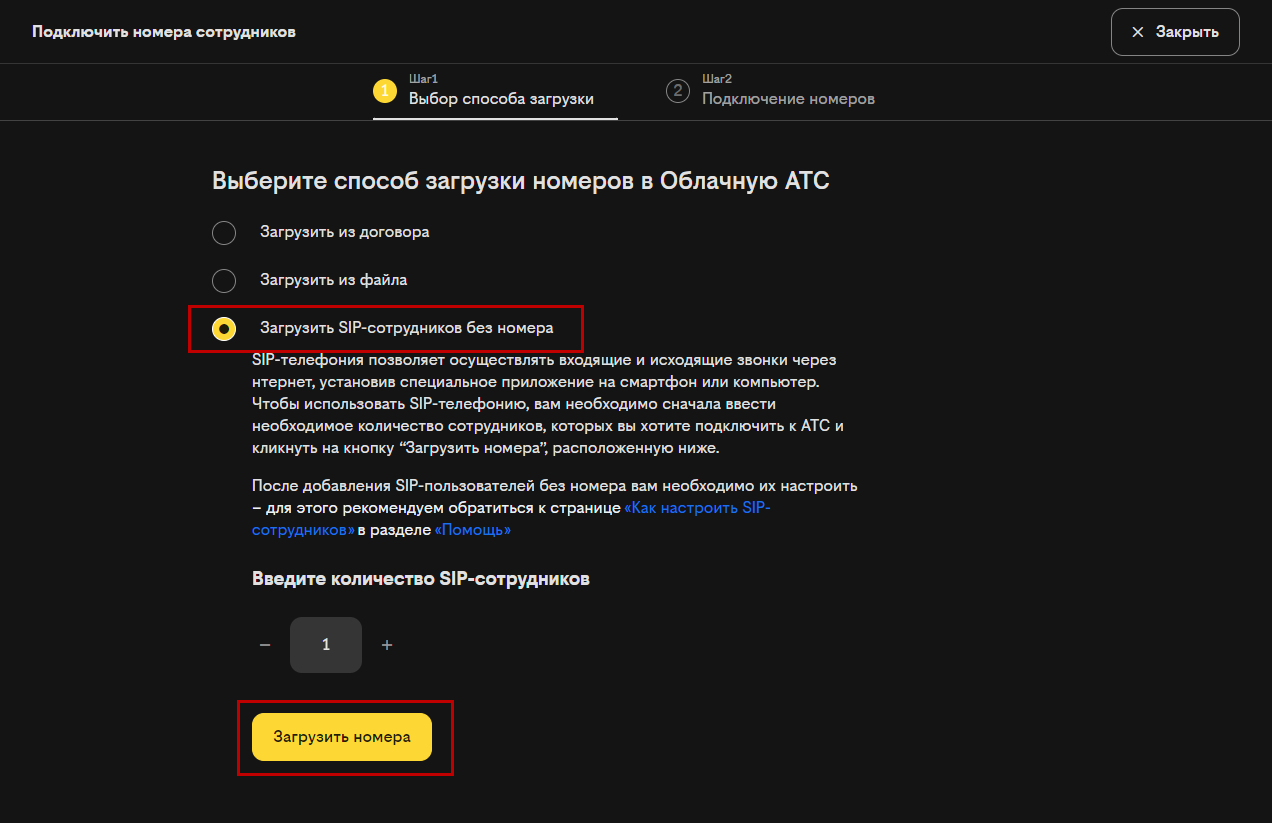 Подключить номера сотрудников
Закрыть
Шаг1
1
Выбор способа загрузки
Шаг2
2
Подключение номеров
Выберите способ загрузки номеров в Облачную АТС
Загрузить из договора
Загрузить из файла
Загрузить SIP-сотрудников без номера
SIP-телефония позволяет осуществлять входящие и исходящие звонки через
нтернет, установив специальное приложение на смартфон или компьютер.
Чтобы использовать SIP-телефонию, вам необходимо сначала ввести
необходимое количество сотрудников, которых вы хотите подключить к АТС и
кликнуть на кнопку “Загрузить номера”, расположенную ниже.
После добавления SIP-пользователей без номера вам необходимо их настроить
– для этого рекомендуем обратиться к странице «Как настроить SIP-
сотрудников» в разделе «Помощь»
Введите количество SIP-сотрудников
− 1 +
Загрузить номера